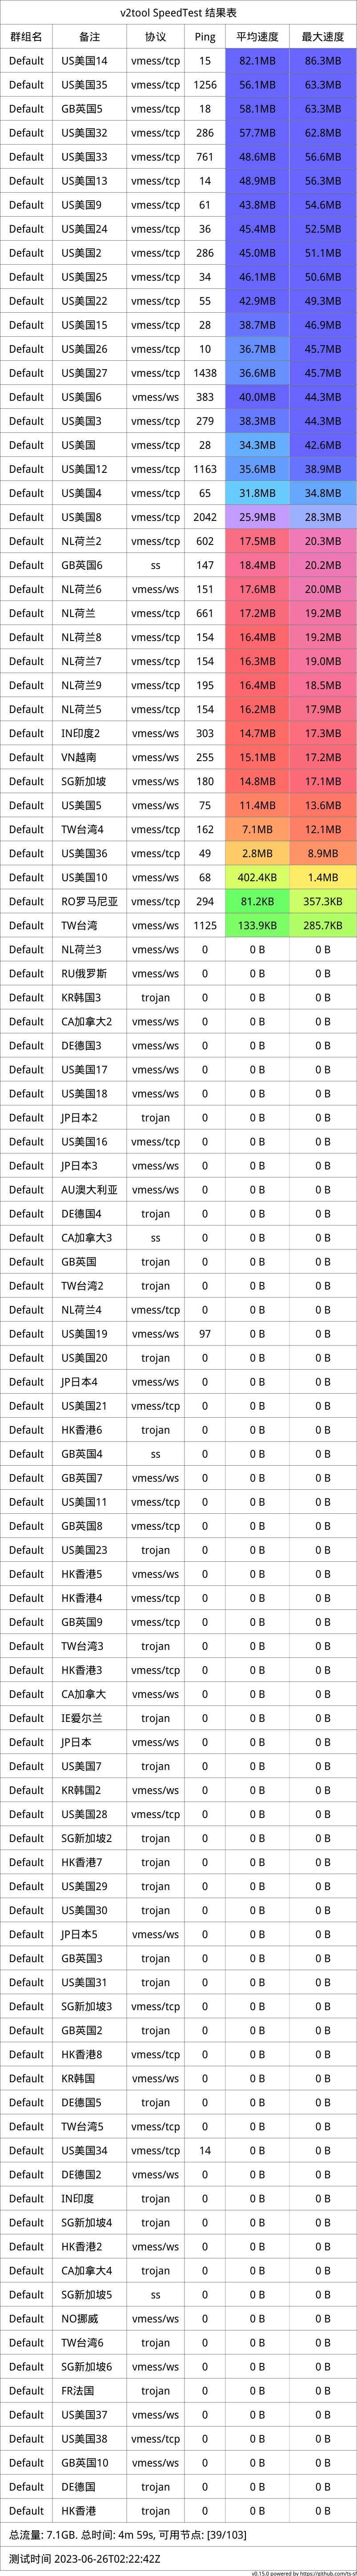 v2tool SpeedTest 结果表
群组名 备注 协议 Ping 平均速度 最大速度
Default US美国14 vmess/tcp 15 82.1MB 86.3MB
Default US美国35 vmess/tcp 1256 56.1MB 63.3MB
Default GB英国5 vmess/tcp 18 58.1MB 63.3MB
Default US美国32 vmess/tcp 286 57.7MB 62.8MB
Default US美国33 vmess/tcp 761 48.6MB 56.6MB
Default US美国13 vmess/tcp 14 48.9MB 56.3MB
Default US美国9 vmess/tcp 61 43.8MB 54.6MB
Default US美国24 vmess/tcp 36 45.4MB 52.5MB
Default US美国2 vmess/tcp 286 45.0MB 51.1MB
Default US美国25 vmess/tcp 34 46.1MB 50.6MB
Default US美国22 vmess/tcp 55 42.9MB 49.3MB
Default US美国15 vmess/tcp 28 38.7MB 46.9MB
Default US美国26 vmess/tcp 10 36.7MB 45.7MB
Default US美国27 vmess/tcp 1438 36.6MB 45.7MB
Default US美国6 vmess/ws 383 40.0MB 44.3MB
Default US美国3 vmess/tcp 279 38.3MB 44.3MB
Default US美国 vmess/tcp 28 34.3MB 42.6MB
Default US美国12 vmess/tcp 1163 35.6MB 38.9MB
Default US美国4 vmess/tcp 65 31.8MB 34.8MB
Default US美国8 vmess/tcp 2042 25.9MB 28.3MB
Default NL荷兰2 vmess/tcp 602 17.5MB 20.3MB
Default GB英国6 ss 147 18.4MB 20.2MB
Default NL荷兰6 vmess/ws 151 17.6MB 20.0MB
Default NL荷兰 vmess/tcp 661 17.2MB 19.2MB
Default NL荷兰8 vmess/tcp 154 16.4MB 19.2MB
Default NL荷兰7 vmess/tcp 154 16.3MB 19.0MB
Default NL荷兰9 vmess/tcp 195 16.4MB 18.5MB
Default NL荷兰5 vmess/tcp 154 16.2MB 17.9MB
Default IN印度2 vmess/ws 303 14.7MB 17.3MB
Default VN越南 vmess/ws 255 15.1MB 17.2MB
Default SG新加坡 vmess/ws 180 14.8MB 17.1MB
Default US美国5 vmess/ws 75 11.4MB 13.6MB
Default TW台湾4 vmess/tcp 162 7.1MB 12.1MB
Default US美国36 vmess/tcp 49 2.8MB 8.9MB
Default US美国10 vmess/ws 68 402.4KB 1.4MB
Default RO罗马尼亚 vmess/tcp 294 81.2KB 357.3KB
Default TW台湾 vmess/ws 1125 133.9KB 285.7KB
Default NL荷兰3 vmess/ws 0 0 B 0 B
Default RU俄罗斯 vmess/ws 0 0 B 0 B
Default KR韩国3 trojan 0 0 B 0 B
Default CA加拿大2 vmess/ws 0 0 B 0 B
Default DE德国3 vmess/ws 0 0 B 0 B
Default US美国17 vmess/ws 0 0 B 0 B
Default US美国18 vmess/ws 0 0 B 0 B
Default JP日本2 trojan 0 0 B 0 B
Default US美国16 vmess/tcp 0 0 B 0 B
Default JP日本3 vmess/ws 0 0 B 0 B
Default AU澳大利亚 vmess/ws 0 0 B 0 B
Default DE德国4 trojan 0 0 B 0 B
Default CA加拿大3 ss 0 0 B 0 B
Default GB英国 trojan 0 0 B 0 B
Default TW台湾2 trojan 0 0 B 0 B
Default NL荷兰4 vmess/tcp 0 0 B 0 B
Default US美国19 vmess/ws 97 0 B 0 B
Default US美国20 trojan 0 0 B 0 B
Default JP日本4 vmess/ws 0 0 B 0 B
Default US美国21 vmess/tcp 0 0 B 0 B
Default HK香港6 trojan 0 0 B 0 B
Default GB英国4 ss 0 0 B 0 B
Default GB英国7 vmess/ws 0 0 B 0 B
Default US美国11 vmess/tcp 0 0 B 0 B
Default GB英国8 vmess/tcp 0 0 B 0 B
Default US美国23 trojan 0 0 B 0 B
Default HK香港5 vmess/ws 0 0 B 0 B
Default HK香港4 vmess/tcp 0 0 B 0 B
Default GB英国9 vmess/tcp 0 0 B 0 B
Default TW台湾3 trojan 0 0 B 0 B
Default HK香港3 vmess/tcp 0 0 B 0 B
Default CA加拿大 vmess/ws 0 0 B 0 B
Default IE爱尔兰 trojan 0 0 B 0 B
Default JP日本 vmess/ws 0 0 B 0 B
Default US美国7 trojan 0 0 B 0 B
Default KR韩国2 vmess/ws 0 0 B 0 B
Default US美国28 vmess/tcp 0 0 B 0 B
Default SG新加坡2 trojan 0 0 B 0 B
Default HK香港7 trojan 0 0 B 0 B
Default US美国29 trojan 0 0 B 0 B
Default US美国30 trojan 0 0 B 0 B
Default JP日本5 vmess/ws 0 0 B 0 B
Default GB英国3 trojan 0 0 B 0 B
Default US美国31 trojan 0 0 B 0 B
Default SG新加坡3 vmess/tcp 0 0 B 0 B
Default GB英国2 trojan 0 0 B 0 B
Default HK香港8 vmess/tcp 0 0 B 0 B
Default KR韩国 vmess/ws 0 0 B 0 B
Default DE德国5 trojan 0 0 B 0 B
Default TW台湾5 vmess/tcp 0 0 B 0 B
Default US美国34 vmess/tcp 14 0 B 0 B
Default DE德国2 vmess/ws 0 0 B 0 B
Default IN印度 trojan 0 0 B 0 B
Default SG新加坡4 trojan 0 0 B 0 B
Default HK香港2 vmess/ws 0 0 B 0 B
Default CA加拿大4 trojan 0 0 B 0 B
Default SG新加坡5 ss 0 0 B 0 B
Default NO挪威 vmess/ws 0 0 B 0 B
Default TW台湾6 trojan 0 0 B 0 B
Default SG新加坡6 vmess/ws 0 0 B 0 B
Default FR法国 trojan 0 0 B 0 B
Default US美国37 vmess/ws 0 0 B 0 B
Default US美国38 vmess/tcp 0 0 B 0 B
Default GB英国10 vmess/ws 0 0 B 0 B
Default DE德国 trojan 0 0 B 0 B
Default HK香港 trojan 0 0 B 0 B
总流量: 7.1GB. 总时间: 4m 59s, 可用节点: [39/103]
测试时间 2023-06-26T02:22:42Z
v0.15.0 powered by https://github.com/ts-sf